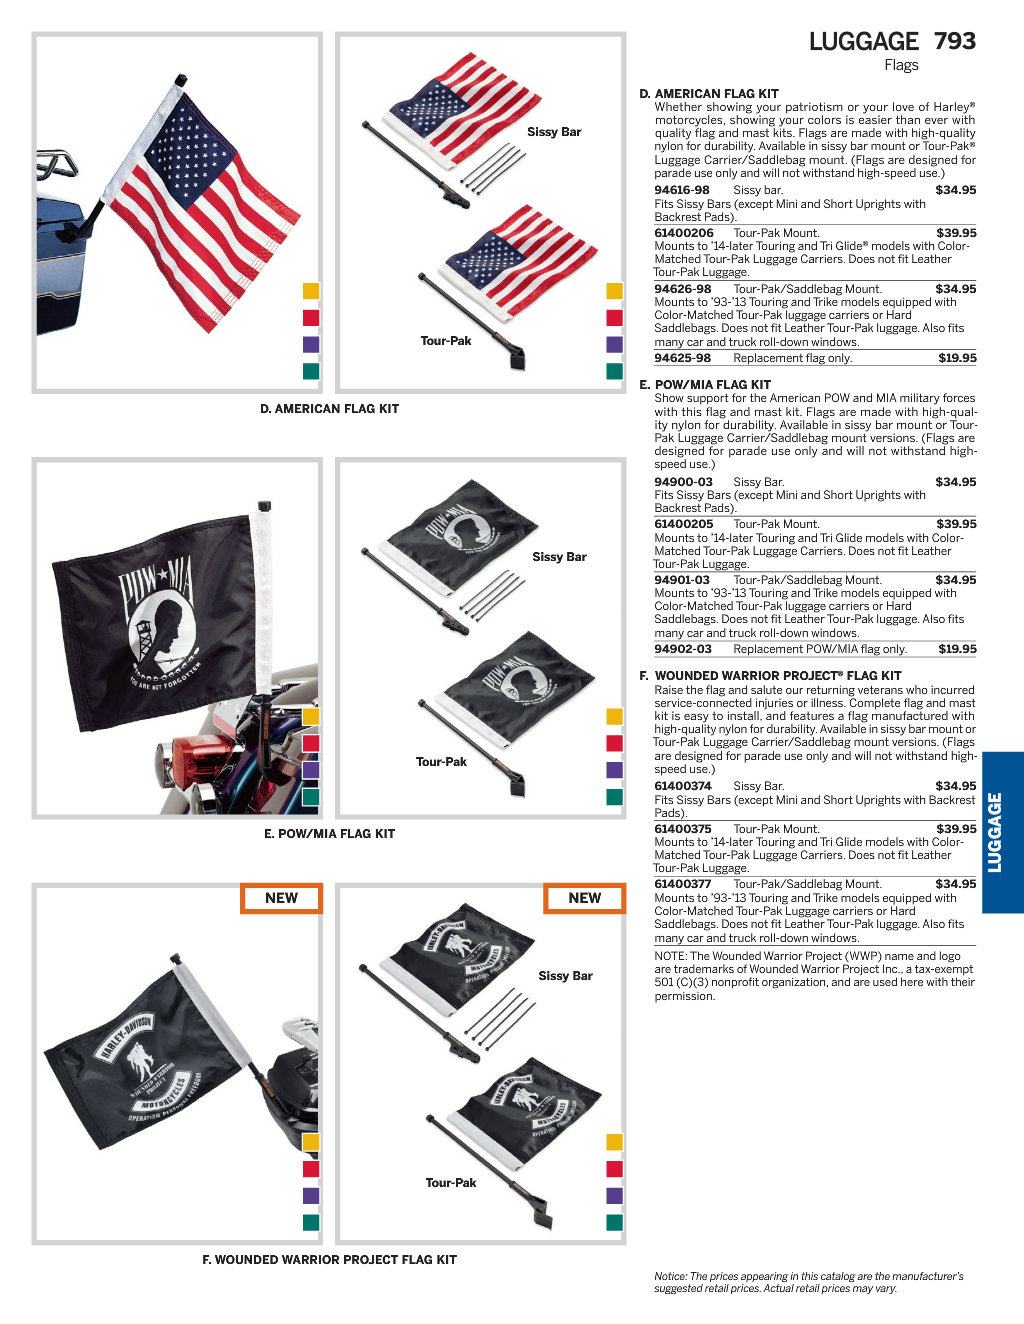 LUGGAGE 793
Flags
D. AMERICAN FLAG KIT
Whether showing your patriotism or your love of Harley®
motorcycles, showing your colors is easier than ever with
quality flag and mast kits. Flags are made with high-quality
nylon for durability. Available in sissy bar mount or Tour-Pak®
Luggage Carrier/Saddlebag mount. (Flags are designed for
parade use only and will not withstand high-speed use.)
94616-98 Sissy bar. $34.95
Fits Sissy Bars (except Mini and Short Uprights with
Backrest Pads).
61400206 Tour-Pak Mount. $39.95
Mounts to ’14-later Touring and Tri Glide® models with Color-
Matched Tour-Pak Luggage Carriers. Does not fit Leather
Tour-Pak Luggage.
94626-98 Tour-Pak/Saddlebag Mount. $34.95
Mounts to ’93-’13 Touring and Trike models equipped with
Color-Matched Tour-Pak luggage carriers or Hard
Saddlebags. Does not fit Leather Tour-Pak luggage. Also fits
many car and truck roll-down windows.
94625-98 Replacement flag only. $19.95
E. POW/MIA FLAG KIT
Show support for the American POW and MIA military forces
with this flag and mast kit. Flags are made with high-qual-
ity nylon for durability. Available in sissy bar mount or Tour-
Pak Luggage Carrier/Saddlebag mount versions. (Flags are
designed for parade use only and will not withstand high-
speed use.)
94900-03 Sissy Bar. $34.95
Fits Sissy Bars (except Mini and Short Uprights with
Backrest Pads).
61400205 Tour-Pak Mount. $39.95
Mounts to ’14-later Touring and Tri Glide models with Color-
Matched Tour-Pak Luggage Carriers. Does not fit Leather
Tour-Pak Luggage.
94901-03 Tour-Pak/Saddlebag Mount. $34.95
Mounts to ’93-’13 Touring and Trike models equipped with
Color-Matched Tour-Pak luggage carriers or Hard
Saddlebags. Does not fit Leather Tour-Pak luggage. Also fits
many car and truck roll-down windows.
94902-03 Replacement POW/MIA flag only. $19.95
F. WOUNDED WARRIOR PROJECT® FLAG KIT
Raise the flag and salute our returning veterans who incurred
service-connected injuries or illness. Complete flag and mast
kit is easy to install, and features a flag manufactured with
high-quality nylon for durability. Available in sissy bar mount or
Tour-Pak Luggage Carrier/Saddlebag mount versions. (Flags
are designed for parade use only and will not withstand high-
speed use.)
61400374 Sissy Bar. $34.95
Fits Sissy Bars (except Mini and Short Uprights with Backrest
Pads).
61400375 Tour-Pak Mount. $39.95
Mounts to ’14-later Touring and Tri Glide models with Color-
Matched Tour-Pak Luggage Carriers. Does not fit Leather
Tour-Pak Luggage.
61400377 Tour-Pak/Saddlebag Mount. $34.95
Mounts to ’93-’13 Touring and Trike models equipped with
Color-Matched Tour-Pak Luggage carriers or Hard
Saddlebags. Does not fit Leather Tour-Pak luggage. Also fits
many car and truck roll-down windows.
NOTE: The Wounded Warrior Project (WWP) name and logo
are trademarks of Wounded Warrior Project Inc., a tax-exempt
501 (C)(3) nonprofit organization, and are used here with their
permission.
Sissy Bar
Tour-Pak
D. AMERICAN FLAG KIT
POW★MIA
YOU ARE NOT FORGOTTEN
POW★MIA
Sissy Bar
POW★MIA
Tour-Pak
E. POW/MIA FLAG KIT
NEW
NEW
HARLEY-DAVIDSON
WOUNDED WARRIOR
PROJECT
MOTORCYCLES
OPERATION PERSONAL FREEDOM
HARLEY-DAVIDSON
MOTORCYCLES
Sissy Bar
HARLEY-DAVIDSON
MOTORCYCLES
Tour-Pak
F. WOUNDED WARRIOR PROJECT FLAG KIT
LUGGAGE
Notice: The prices appearing in this catalog are the manufacturer’s
suggested retail prices. Actual retail prices may vary.